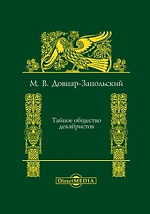 М. В. Довнар-Запольский
Тайное общество
декабристов
DirectMEDIA